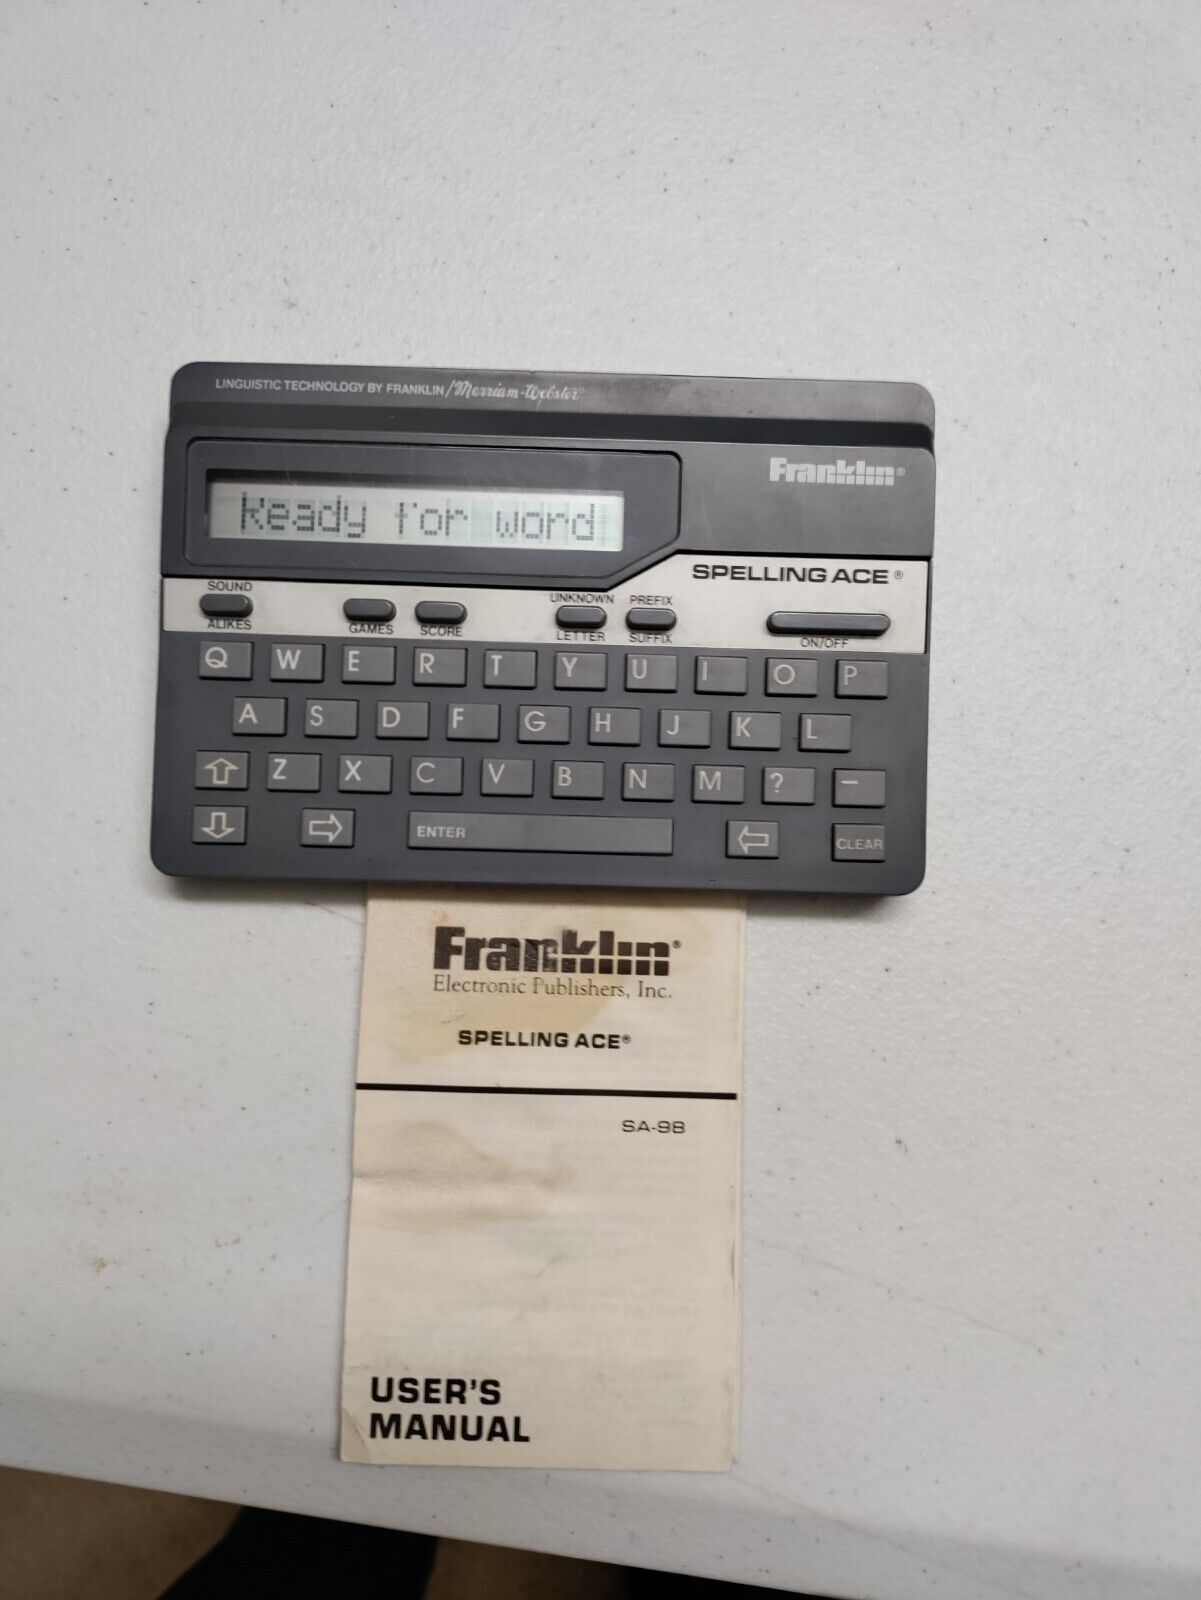 LINGUISTIC TECHNOLOGY BY FRANKLIN/Merriam-Webster
Franklin®
Ready for word
SPELLING ACE®
SOUND ALIKES
GAMES
SCORE
UNKNOWN LETTER
PREFIX SUFFIX
ON/OFF
Q W E R T Y U I O P
A S D F G H J K L
Z X C V B N M ? –
ENTER
CLEAR
Franklin®
Electronic Publishers, Inc.
SPELLING ACE®
SA-98
USER'S
MANUAL